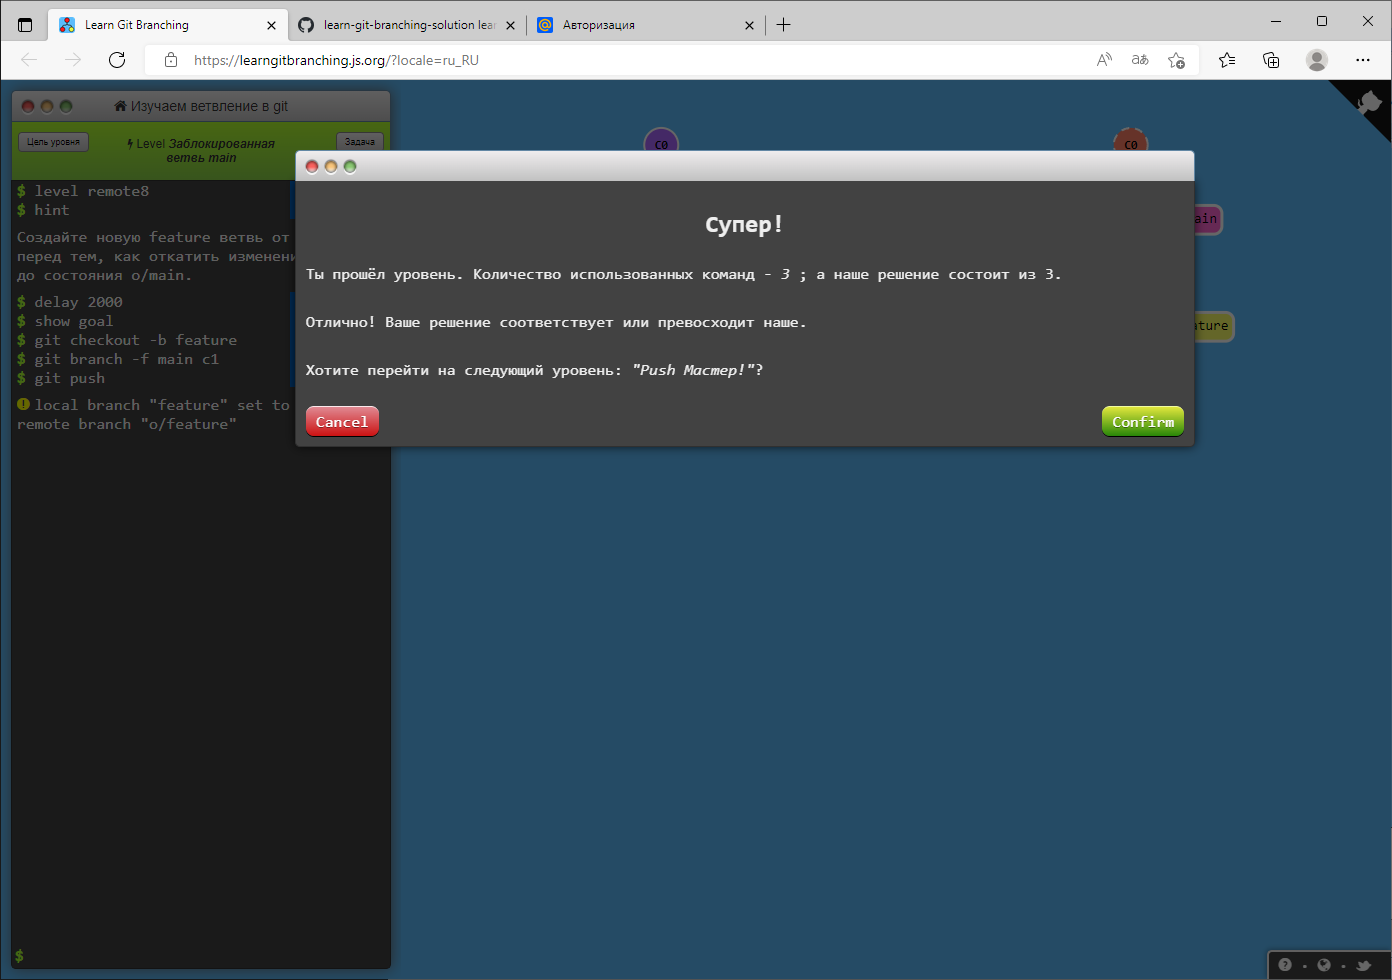 Learn Git Branching
learn-git-branching-solution lear
Авторизация
https://learngitbranching.js.org/?locale=ru_RU
Изучаем ветвление в git
Цель уровня
Level Заблокированная
ветвь main
Задача
$ level remote8
$ hint
Создайте новую feature ветвь от
перед тем, как откатить изменени
до состояния o/main.
$ delay 2000
$ show goal
$ git checkout -b feature
$ git branch -f main c1
$ git push
local branch "feature" set to
remote branch "o/feature"
$
C0
C0
ain
ature
Супер!
Ты прошёл уровень. Количество использованных команд - 3 ; а наше решение состоит из 3.
Отлично! Ваше решение соответствует или превосходит наше.
Хотите перейти на следующий уровень: "Push Мастер!"?
Cancel
Confirm